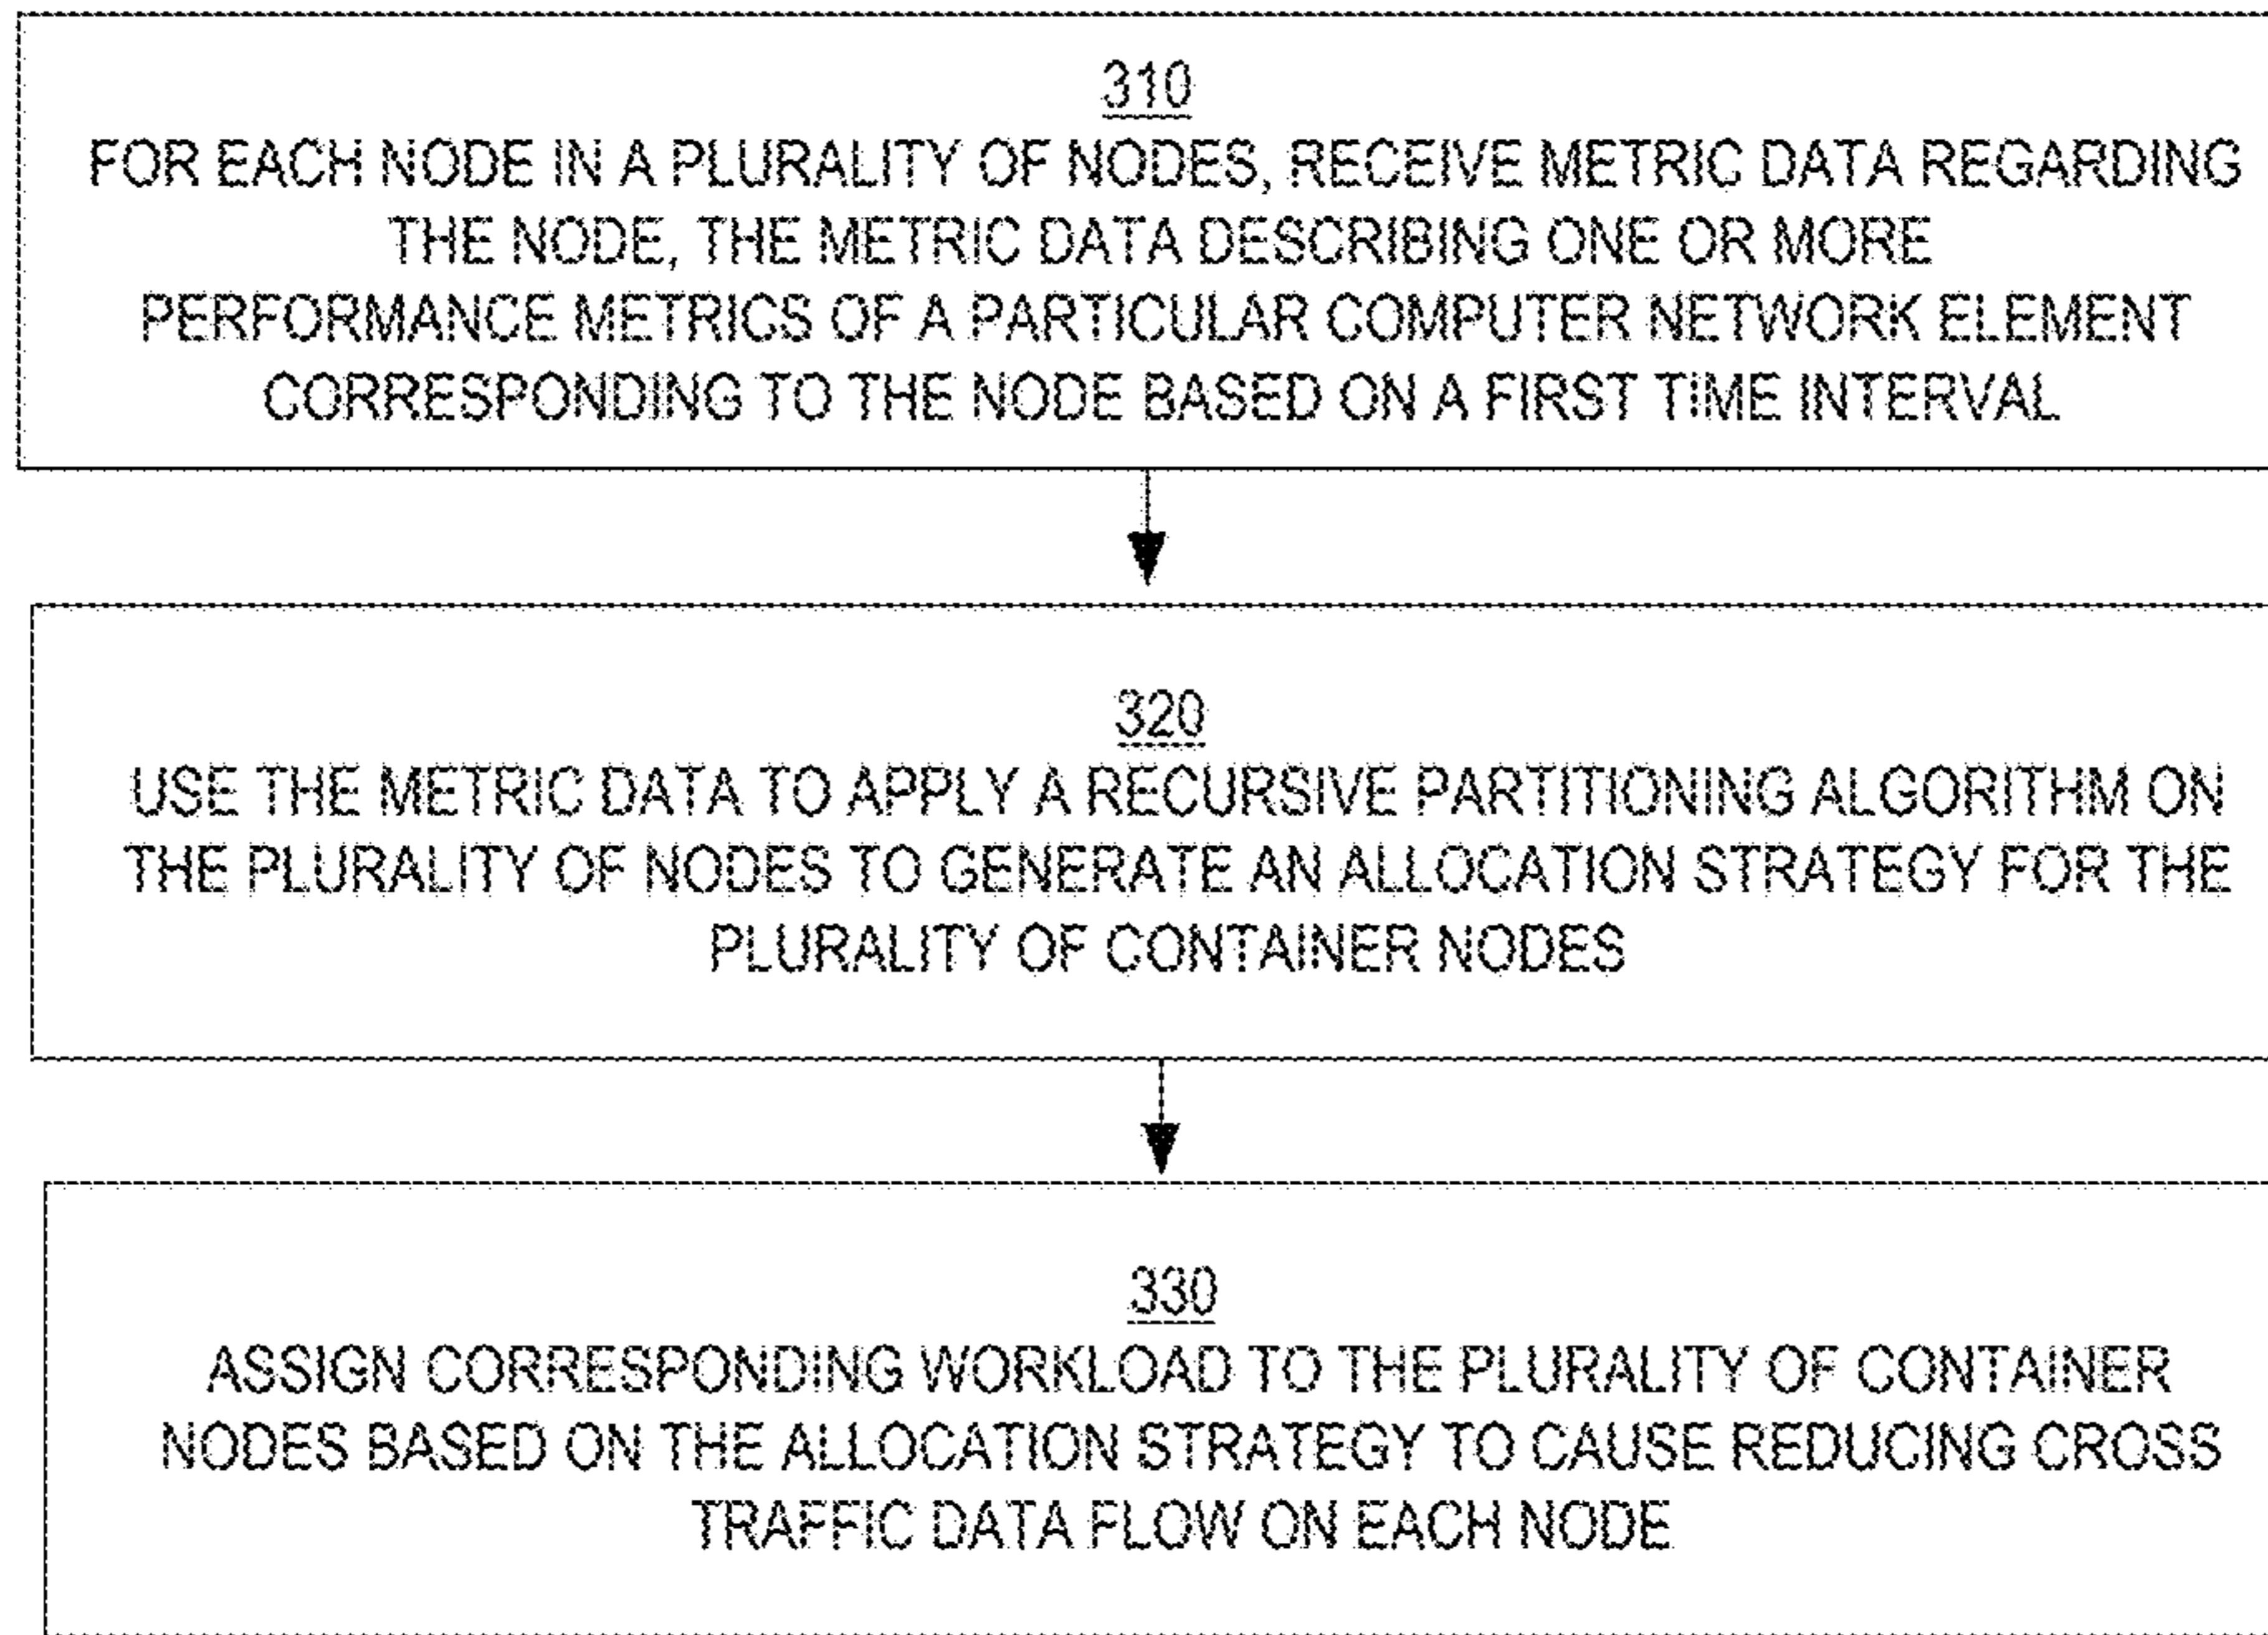 310
FOR EACH NODE IN A PLURALITY OF NODES, RECEIVE METRIC DATA REGARDING
THE NODE, THE METRIC DATA DESCRIBING ONE OR MORE
PERFORMANCE METRICS OF A PARTICULAR COMPUTER NETWORK ELEMENT
CORRESPONDING TO THE NODE BASED ON A FIRST TIME INTERVAL
320
USE THE METRIC DATA TO APPLY A RECURSIVE PARTITIONING ALGORITHM ON
THE PLURALITY OF NODES TO GENERATE AN ALLOCATION STRATEGY FOR THE
PLURALITY OF CONTAINER NODES
330
ASSIGN CORRESPONDING WORKLOAD TO THE PLURALITY OF CONTAINER
NODES BASED ON THE ALLOCATION STRATEGY TO CAUSE REDUCING CROSS
TRAFFIC DATA FLOW ON EACH NODE